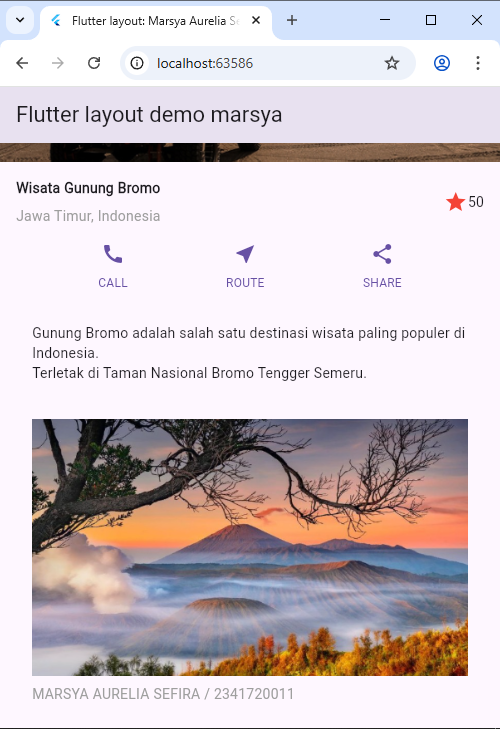 Flutter layout: Marsya Aurelia S
localhost:63586
Flutter layout demo marsya
Wisata Gunung Bromo
Jawa Timur, Indonesia
50
CALL
ROUTE
SHARE
Gunung Bromo adalah salah satu destinasi wisata paling populer di
Indonesia.
Terletak di Taman Nasional Bromo Tengger Semeru.
MARSYA AURELIA SEFIRA / 2341720011